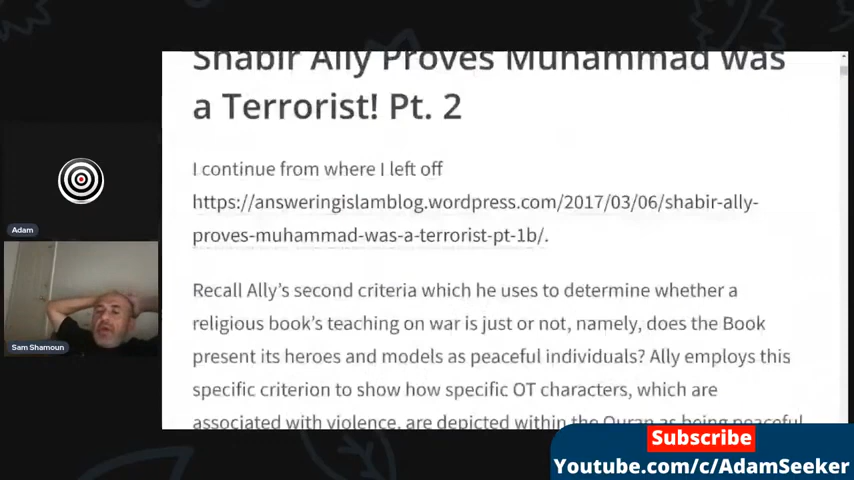 Shabir Ally Proves Muhammad was
a Terrorist! Pt. 2
I continue from where I left off
https://answeringislamblog.wordpress.com/2017/03/06/shabir-ally-
proves-muhammad-was-a-terrorist-pt-1b/.
Recall Ally's second criteria which he uses to determine whether a
religious book's teaching on war is just or not, namely, does the Book
present its heroes and models as peaceful individuals? Ally employs this
specific criterion to show how specific OT characters, which are
associated with violence, are depicted within the Quran as being peaceful
Adam
Sam Shamoun
Subscribe
Youtube.com/c/AdamSeeker